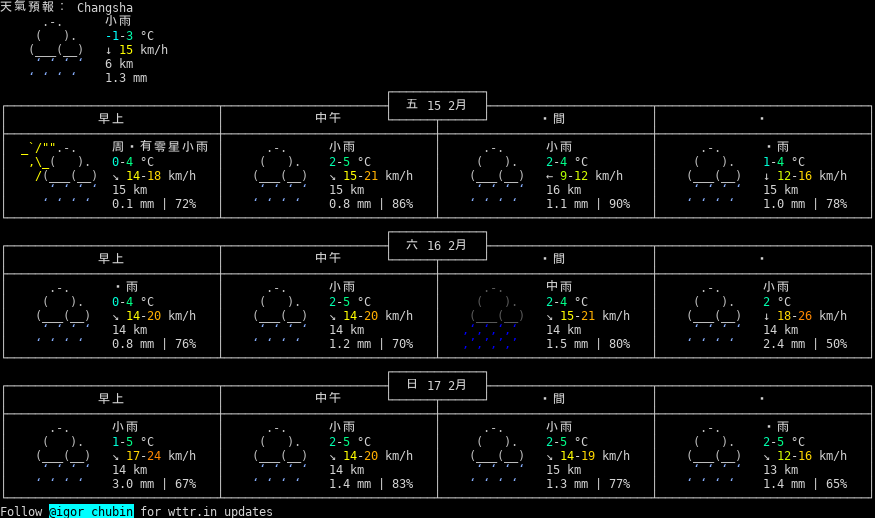 天氣預報： Changsha
小雨
-1-3 °C
↓ 15 km/h
6 km
1.3 mm
五 15 2月
早上 中午 ・間 ・
周・有零星小雨 小雨 小雨 ・雨
0-4 °C 2-5 °C 2-4 °C 1-4 °C
↘ 14-18 km/h ↘ 15-21 km/h ← 9-12 km/h ↓ 12-16 km/h
15 km 15 km 16 km 15 km
0.1 mm | 72% 0.8 mm | 86% 1.1 mm | 90% 1.0 mm | 78%
六 16 2月
早上 中午 ・間 ・
・雨 小雨 中雨 小雨
0-4 °C 2-5 °C 2-4 °C 2 °C
↘ 14-20 km/h ↘ 14-20 km/h ↘ 15-21 km/h ↓ 18-26 km/h
14 km 14 km 14 km 14 km
0.8 mm | 76% 1.2 mm | 70% 1.5 mm | 80% 2.4 mm | 50%
日 17 2月
早上 中午 ・間 ・
小雨 小雨 小雨 ・雨
1-5 °C 2-5 °C 2-5 °C 2-5 °C
↘ 17-24 km/h ↘ 14-20 km/h ↘ 14-19 km/h ↘ 12-16 km/h
14 km 14 km 15 km 13 km
3.0 mm | 67% 1.4 mm | 83% 1.3 mm | 77% 1.4 mm | 65%
Follow @igor_chubin for wttr.in updates